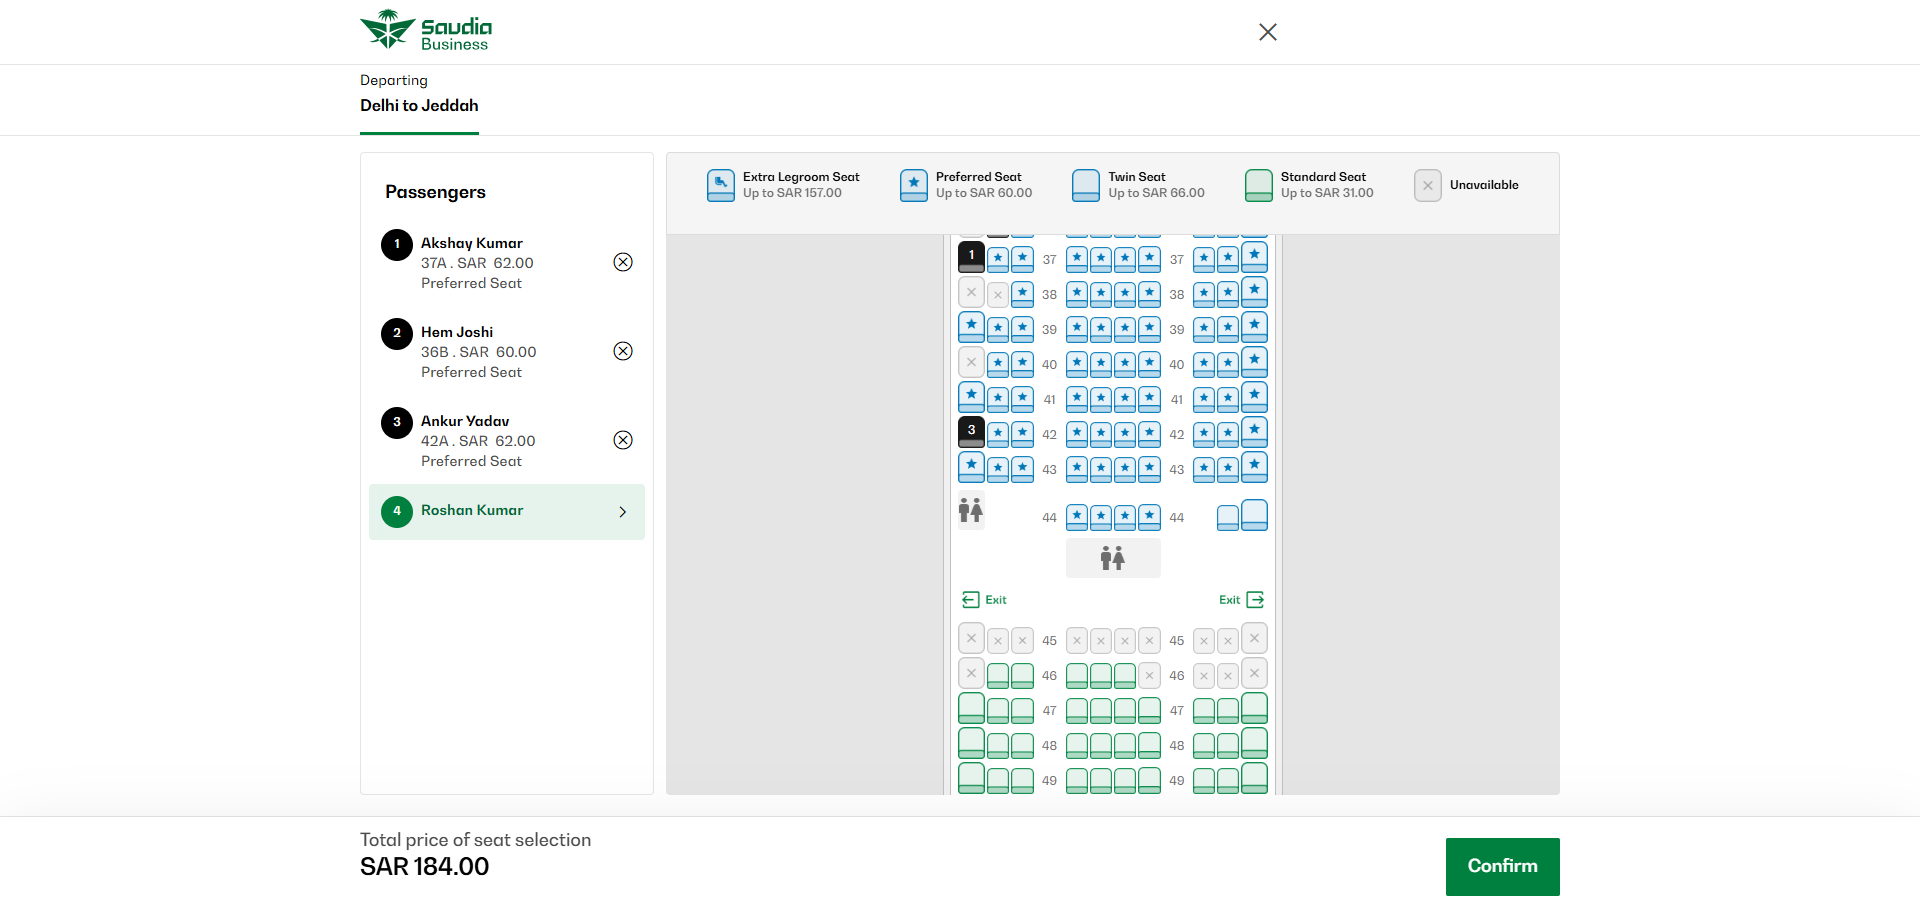 Saudia
Business
Departing
Delhi to Jeddah
Passengers
1
Akshay Kumar
37A . SAR 62.00
Preferred Seat
2
Hem Joshi
36B . SAR 60.00
Preferred Seat
3
Ankur Yadav
42A . SAR 62.00
Preferred Seat
4
Roshan Kumar
Extra Legroom Seat
Up to SAR 157.00
Preferred Seat
Up to SAR 60.00
Twin Seat
Up to SAR 66.00
Standard Seat
Up to SAR 31.00
Unavailable
1 37 37
38 38
39 39
40 40
41 41
3 42 42
43 43
44 44
Exit Exit
45 45
46 46
47 47
48 48
49 49
Total price of seat selection
SAR 184.00
Confirm